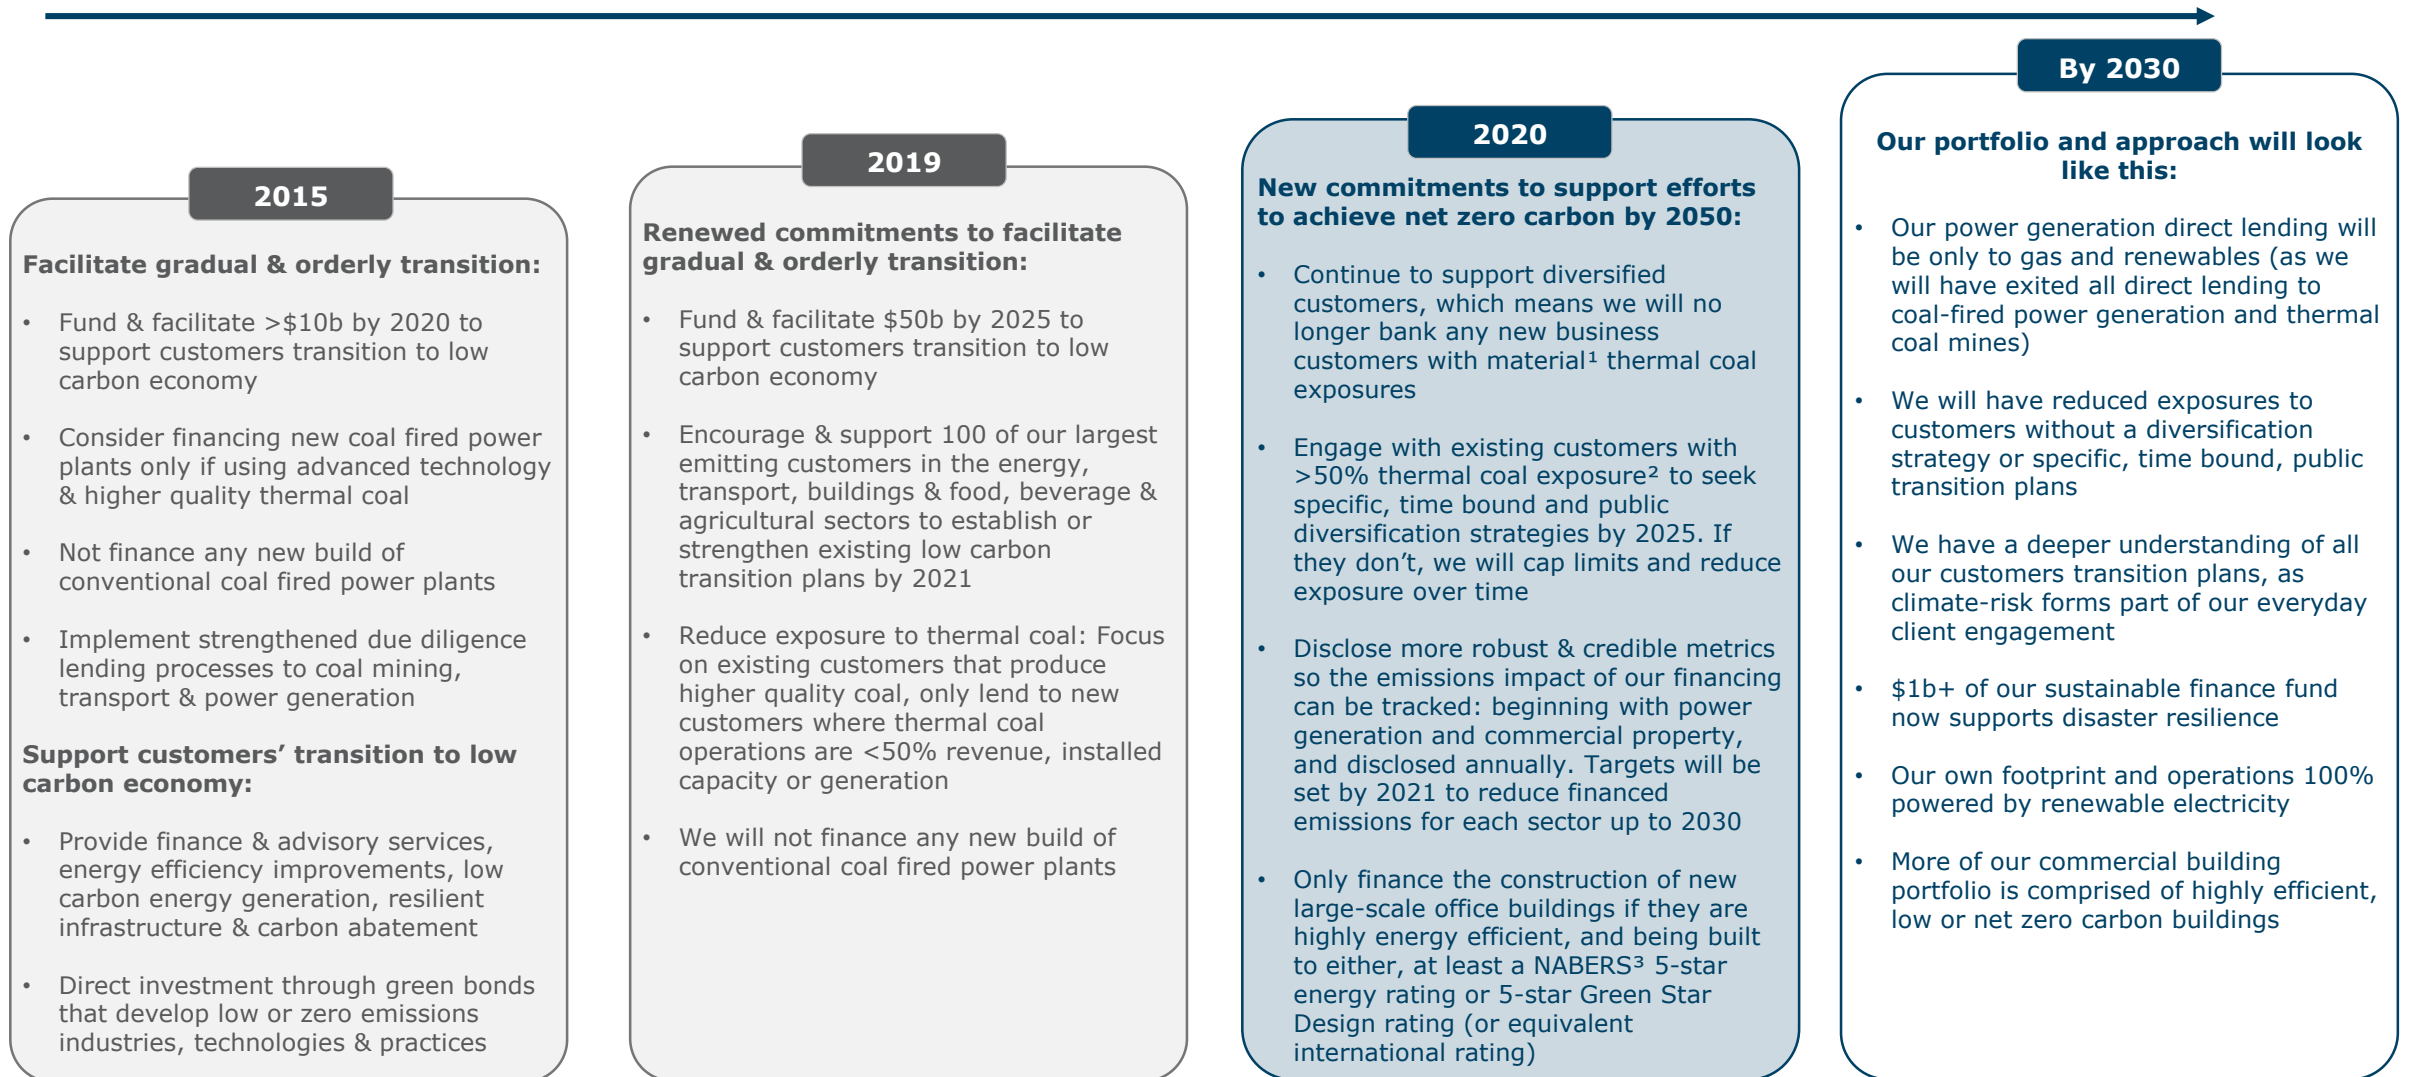 2015
Facilitate gradual & orderly transition:
• Fund & facilitate >$10b by 2020 to
support customers transition to low
carbon economy
• Consider financing new coal fired power
plants only if using advanced technology
& higher quality thermal coal
• Not finance any new build of
conventional coal fired power plants
• Implement strengthened due diligence
lending processes to coal mining,
transport & power generation
Support customers’ transition to low
carbon economy:
• Provide finance & advisory services,
energy efficiency improvements, low
carbon energy generation, resilient
infrastructure & carbon abatement
• Direct investment through green bonds
that develop low or zero emissions
industries, technologies & practices
2019
Renewed commitments to facilitate
gradual & orderly transition:
• Fund & facilitate $50b by 2025 to
support customers transition to low
carbon economy
• Encourage & support 100 of our largest
emitting customers in the energy,
transport, buildings & food, beverage &
agricultural sectors to establish or
strengthen existing low carbon
transition plans by 2021
• Reduce exposure to thermal coal: Focus
on existing customers that produce
higher quality coal, only lend to new
customers where thermal coal
operations are <50% revenue, installed
capacity or generation
• We will not finance any new build of
conventional coal fired power plants
2020
New commitments to support efforts
to achieve net zero carbon by 2050:
• Continue to support diversified
customers, which means we will no
longer bank any new business
customers with material¹ thermal coal
exposures
• Engage with existing customers with
>50% thermal coal exposure² to seek
specific, time bound and public
diversification strategies by 2025. If
they don’t, we will cap limits and reduce
exposure over time
• Disclose more robust & credible metrics
so the emissions impact of our financing
can be tracked: beginning with power
generation and commercial property,
and disclosed annually. Targets will be
set by 2021 to reduce financed
emissions for each sector up to 2030
• Only finance the construction of new
large-scale office buildings if they are
highly energy efficient, and being built
to either, at least a NABERS³ 5-star
energy rating or 5-star Green Star
Design rating (or equivalent
international rating)
By 2030
Our portfolio and approach will look
like this:
• Our power generation direct lending will
be only to gas and renewables (as we
will have exited all direct lending to
coal-fired power generation and thermal
coal mines)
• We will have reduced exposures to
customers without a diversification
strategy or specific, time bound, public
transition plans
• We have a deeper understanding of all
our customers transition plans, as
climate-risk forms part of our everyday
client engagement
• $1b+ of our sustainable finance fund
now supports disaster resilience
• Our own footprint and operations 100%
powered by renewable electricity
• More of our commercial building
portfolio is comprised of highly efficient,
low or net zero carbon buildings